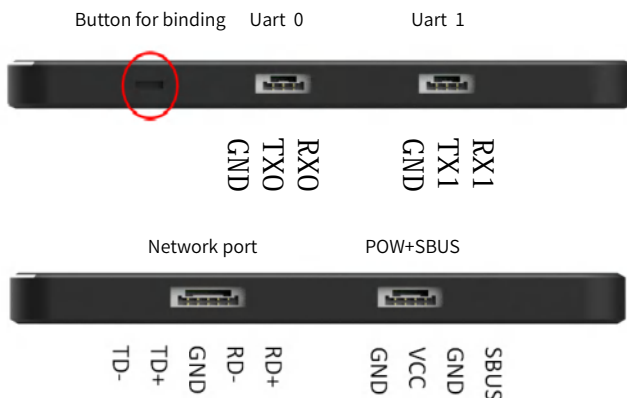 Button for binding
Uart 0
Uart 1
GND
TX0
RX0
GND
TX1
RX1
Network port
POW+SBUS
TD-
TD+
GND
RD-
RD+
GND
VCC
GND
SBUS